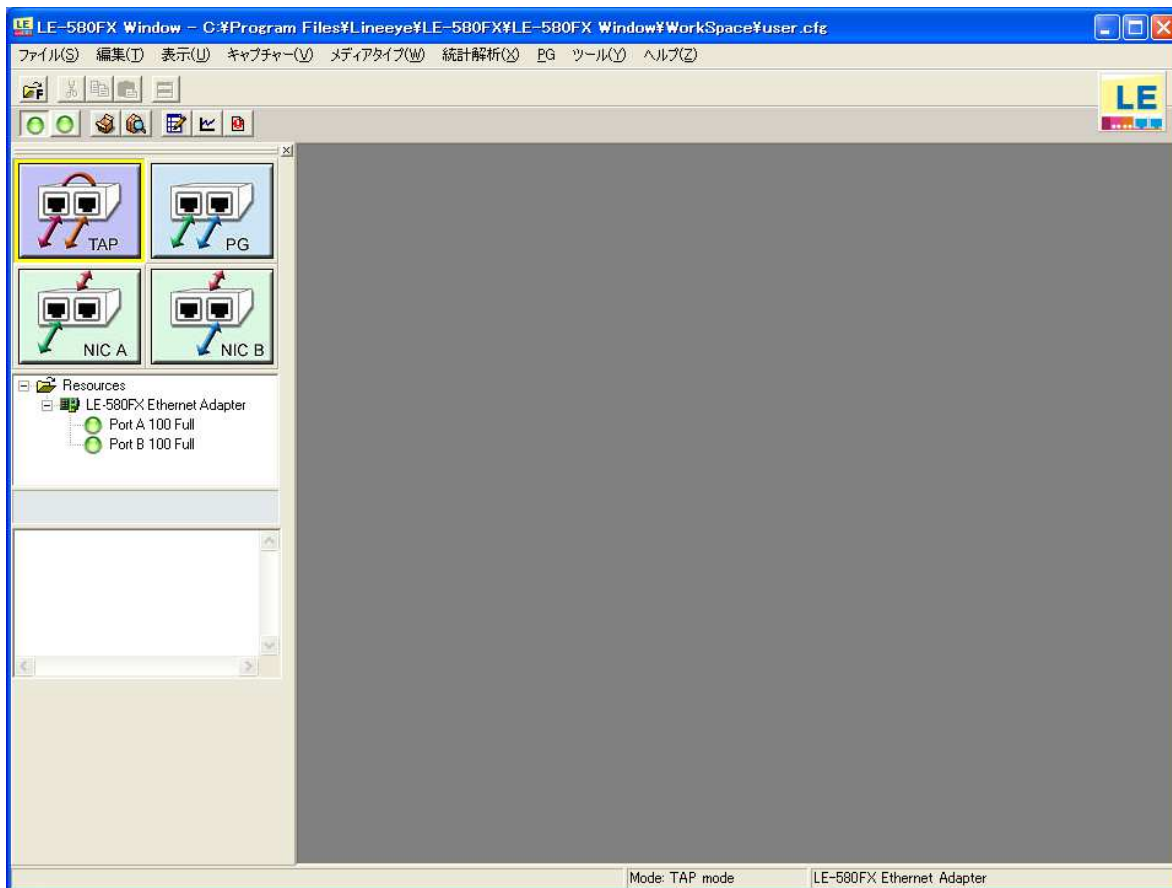 LE-580FX Window - C:¥Program Files¥Lineeye¥LE-580FX¥LE-580FX Window¥WorkSpace¥user.cfg
ファイル(S) 編集(T) 表示(U) キャプチャー(V) メディアタイプ(W) 統計解析(X) PG ツール(Y) ヘルプ(Z)
LE
TAP
PG
NIC A
NIC B
Resources
LE-580FX Ethernet Adapter
Port A 100 Full
Port B 100 Full
Mode: TAP mode
LE-580FX Ethernet Adapter